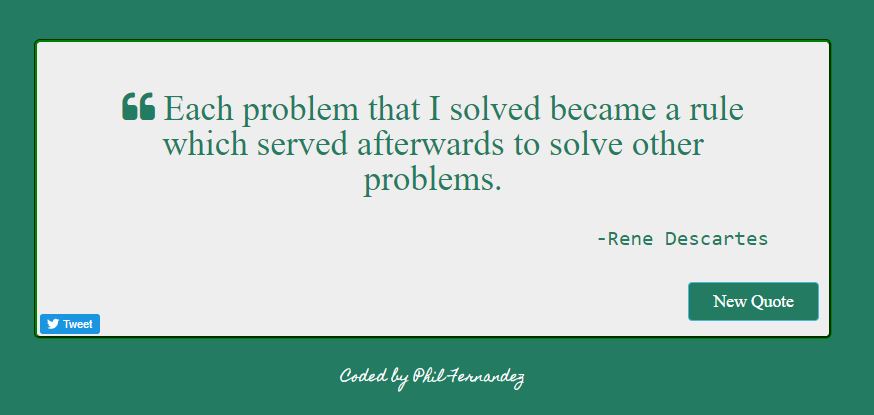 ❝ Each problem that I solved became a rule
which served afterwards to solve other
problems.
-Rene Descartes
New Quote
Tweet
Coded by Phil Fernandez